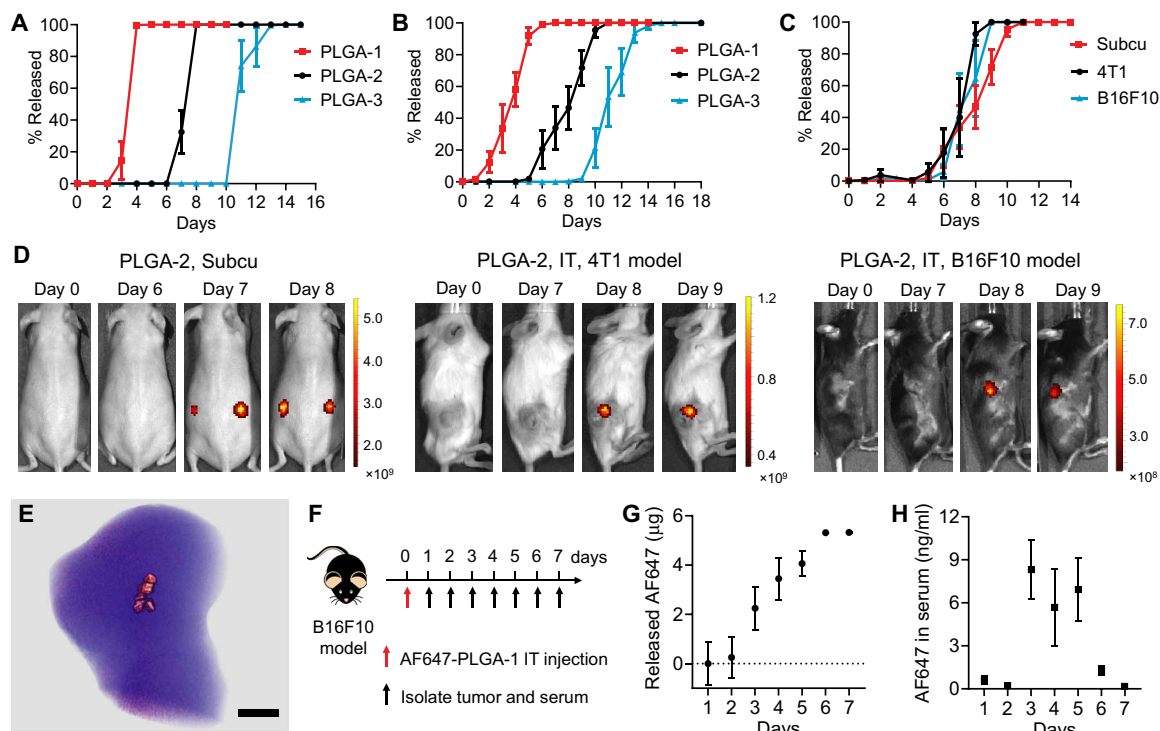 A
% Released
100
80
60
40
20
0
0 2 4 6 8 10 12 14 16
Days
PLGA-1
PLGA-2
PLGA-3
B
% Released
100
80
60
40
20
0
0 2 4 6 8 10 12 14 16 18
Days
PLGA-1
PLGA-2
PLGA-3
C
% Released
100
80
60
40
20
0
0 2 4 6 8 10 12 14
Days
Subcu
4T1
B16F10
D
PLGA-2, Subcu
Day 0 Day 6 Day 7 Day 8
5.0
4.0
3.0
2.0
×10⁹
PLGA-2, IT, 4T1 model
Day 0 Day 7 Day 8 Day 9
1.2
0.8
0.6
0.4
×10⁹
PLGA-2, IT, B16F10 model
Day 0 Day 7 Day 8 Day 9
7.0
5.0
4.0
3.0
×10⁸
E
F
0 1 2 3 4 5 6 7 days
B16F10
model
AF647-PLGA-1 IT injection
Isolate tumor and serum
G
Released AF647 (µg)
6
4
2
0
1 2 3 4 5 6 7
Days
H
AF647 in serum (ng/ml)
12
9
6
3
0
1 2 3 4 5 6 7
Days